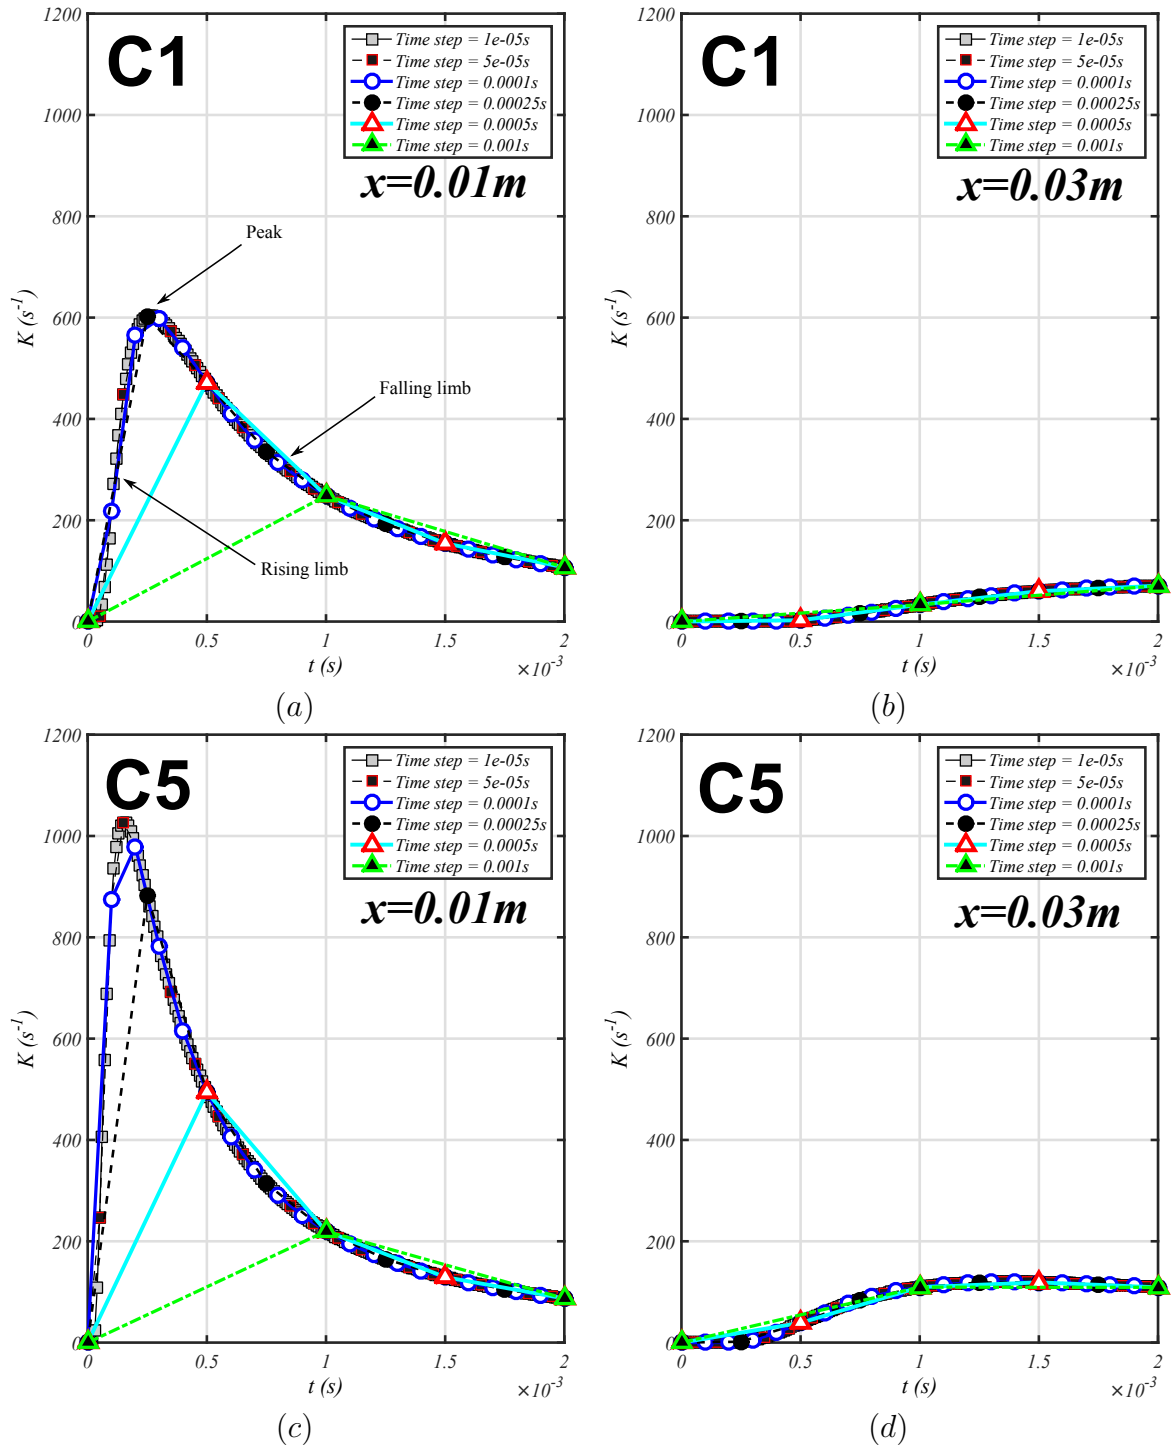 1200
1000
800
600
400
200
0
K (s⁻¹)
C1
Time step = 1e-05s
Time step = 5e-05s
Time step = 0.0001s
Time step = 0.00025s
Time step = 0.0005s
Time step = 0.001s
x=0.01m
Peak
Falling limb
Rising limb
0 0.5 1 1.5 2
t (s)
×10⁻³
(a)
1200
1000
800
600
400
200
0
K (s⁻¹)
C1
Time step = 1e-05s
Time step = 5e-05s
Time step = 0.0001s
Time step = 0.00025s
Time step = 0.0005s
Time step = 0.001s
x=0.03m
0 0.5 1 1.5 2
t (s)
×10⁻³
(b)
1200
1000
800
600
400
200
0
K (s⁻¹)
C5
Time step = 1e-05s
Time step = 5e-05s
Time step = 0.0001s
Time step = 0.00025s
Time step = 0.0005s
Time step = 0.001s
x=0.01m
0 0.5 1 1.5 2
t (s)
×10⁻³
(c)
1200
1000
800
600
400
200
0
K (s⁻¹)
C5
Time step = 1e-05s
Time step = 5e-05s
Time step = 0.0001s
Time step = 0.00025s
Time step = 0.0005s
Time step = 0.001s
x=0.03m
0 0.5 1 1.5 2
t (s)
×10⁻³
(d)